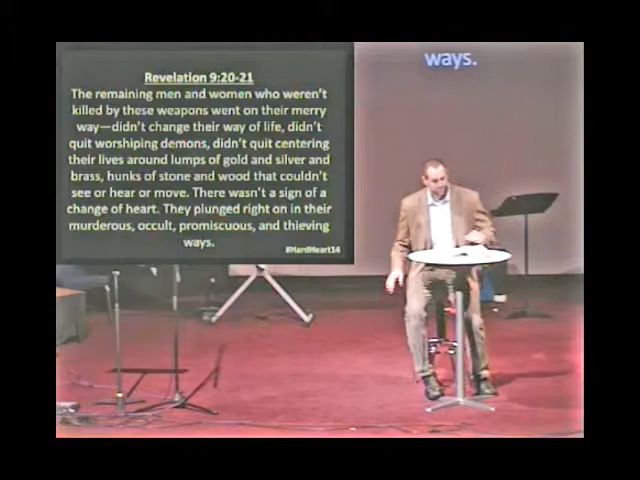 Revelation 9:20-21
The remaining men and women who weren't
killed by these weapons went on their merry
way—didn't change their way of life, didn't
quit worshiping demons, didn't quit centering
their lives around lumps of gold and silver and
brass, hunks of stone and wood that couldn't
see or hear or move. There wasn't a sign of a
change of heart. They plunged right on in their
murderous, occult, promiscuous, and thieving
ways.
#HardHeart14
ways.